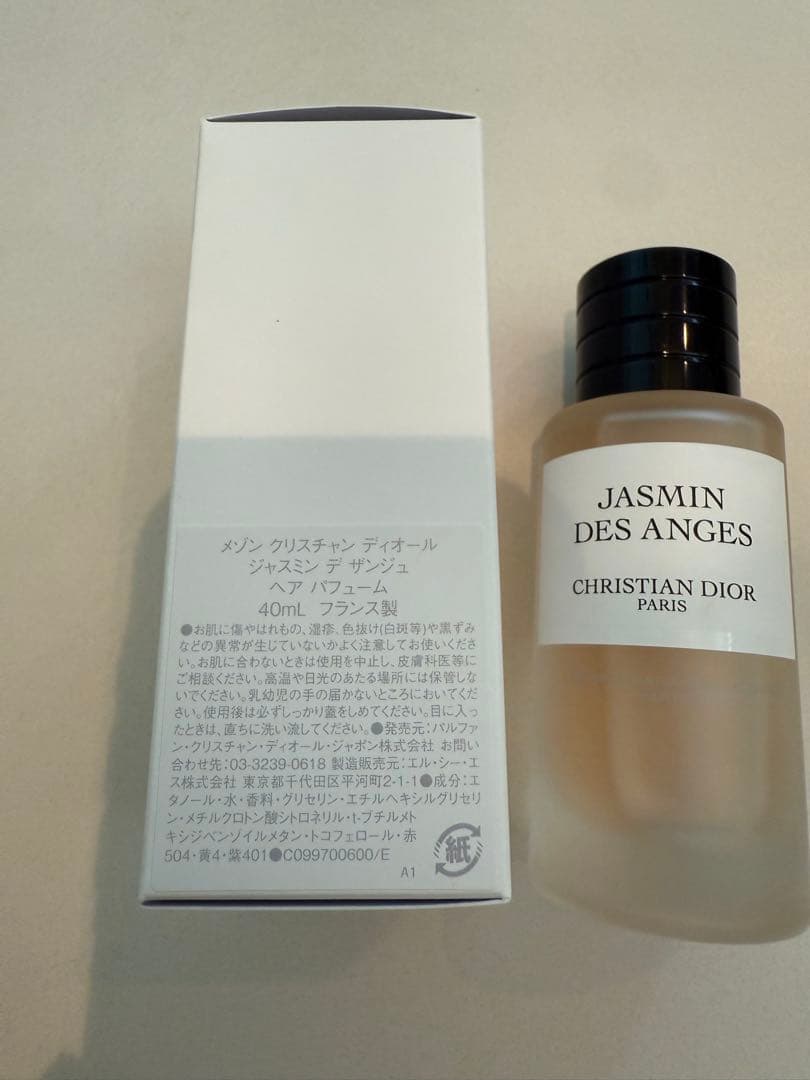 メゾン クリスチャン ディオール
ジャスミン デ ザンジュ
ヘア パフューム
40mL フランス製
●お肌に傷やはれもの、湿疹、色抜け(白斑等)や黒ずみ
などの異常が生じていないかよく注意してお使いくださ
い。お肌に合わないときは使用を中止し、皮膚科医等に
ご相談ください。高温や日光のあたる場所には保管しな
いでください。乳幼児の手の届かないところにおいてくだ
さい。使用後は必ずしっかり蓋をしめてください。目に入っ
たときは、直ちに洗い流してください。●発売元：パルファ
ン・クリスチャン・ディオール・ジャポン株式会社 お問い
合わせ先：03-3239-0618 製造販売元：エル・シー・エ
ス株式会社 東京都千代田区平河町2-1-1●成分：エ
タノール・水・香料・グリセリン・エチルヘキシルグリセリ
ン・メチルクロトン酸シトロネリル・t-ブチルメト
キシジベンゾイルメタン・トコフェロール・赤
504・黄4・紫401●C099700600/E
A1
紙
JASMIN
DES ANGES
CHRISTIAN DIOR
PARIS